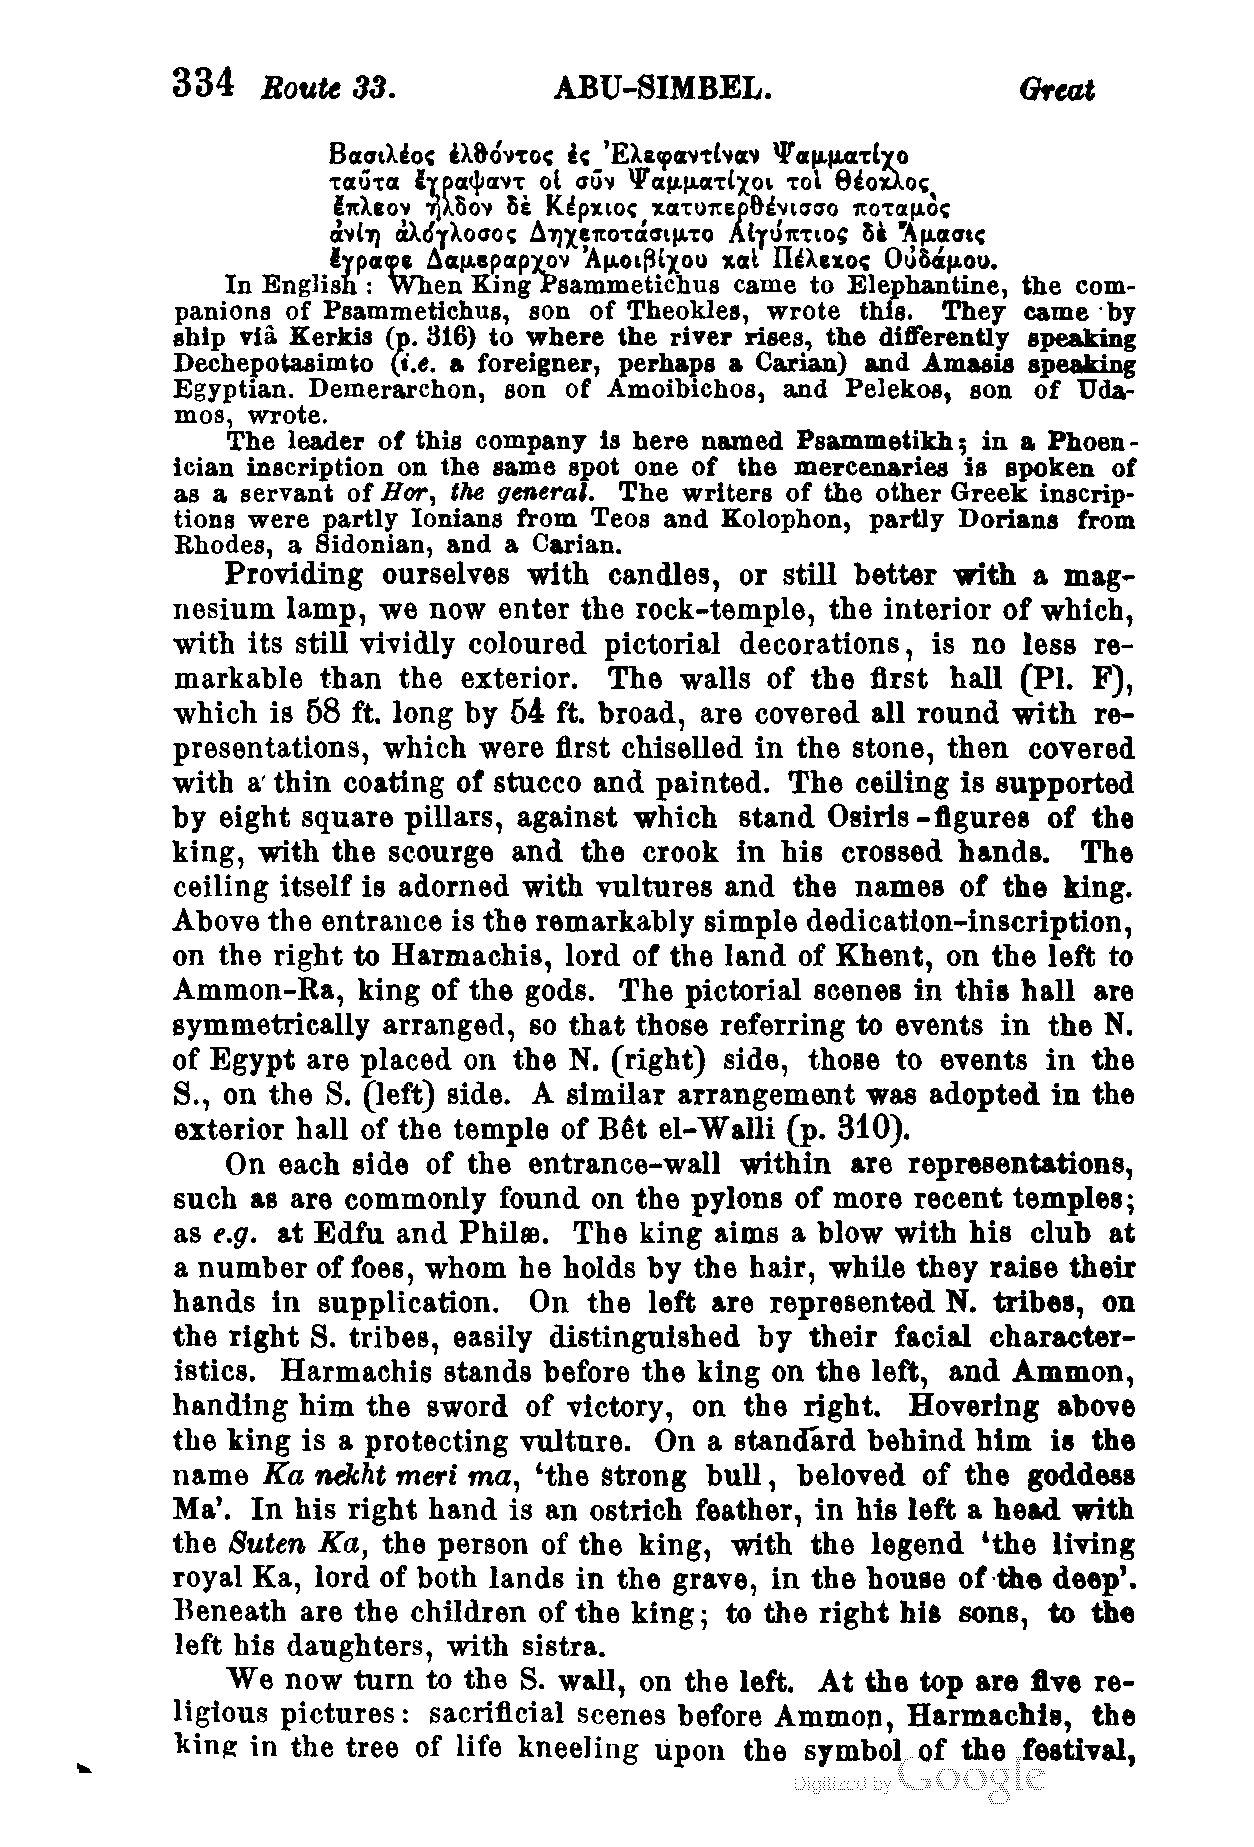 334 Route 33. ABU-SIMBEL. Great
Βασιλέος ἐλθόντος ἐς Ἐλεφαντίναν Ψαμματίχο
ταῦτα ἔγραψαντ οἱ σῦν Ψαμματίχοι τοὶ Θέοκλος
ἔπλεον ἦλδον δὲ Κέρκιος κατυπερθένισσο ποταμὸς
ἀνίη ἀλόγλοσος Δηχεποτάσιμτο Αἰγύπτιος δὲ Ἄμασις
ἔγραφε Δαμεραρχον Ἀμοιβίχου καὶ Πέλεκος Οὐδάμου.
In English: When King Psammetichus came to Elephantine, the com-
panions of Psammetichus, son of Theokles, wrote this. They came by
ship viâ Kerkis (p. 316) to where the river rises, the differently speaking
Dechepotasimto (i.e. a foreigner, perhaps a Carian) and Amasis speaking
Egyptian. Demerarchon, son of Amoibichos, and Pelekos, son of Uda-
mos, wrote.
The leader of this company is here named Psammetikh; in a Phoen-
ician inscription on the same spot one of the mercenaries is spoken of
as a servant of Hor, the general. The writers of the other Greek inscrip-
tions were partly Ionians from Teos and Kolophon, partly Dorians from
Rhodes, a Sidonian, and a Carian.
Providing ourselves with candles, or still better with a mag-
nesium lamp, we now enter the rock-temple, the interior of which,
with its still vividly coloured pictorial decorations, is no less re-
markable than the exterior. The walls of the first hall (Pl. F),
which is 58 ft. long by 54 ft. broad, are covered all round with re-
presentations, which were first chiselled in the stone, then covered
with a thin coating of stucco and painted. The ceiling is supported
by eight square pillars, against which stand Osiris-figures of the
king, with the scourge and the crook in his crossed hands. The
ceiling itself is adorned with vultures and the names of the king.
Above the entrance is the remarkably simple dedication-inscription,
on the right to Harmachis, lord of the land of Khent, on the left to
Ammon-Ra, king of the gods. The pictorial scenes in this hall are
symmetrically arranged, so that those referring to events in the N.
of Egypt are placed on the N. (right) side, those to events in the
S., on the S. (left) side. A similar arrangement was adopted in the
exterior hall of the temple of Bêt el-Walli (p. 310).
On each side of the entrance-wall within are representations,
such as are commonly found on the pylons of more recent temples;
as e.g. at Edfu and Philæ. The king aims a blow with his club at
a number of foes, whom he holds by the hair, while they raise their
hands in supplication. On the left are represented N. tribes, on
the right S. tribes, easily distinguished by their facial character-
istics. Harmachis stands before the king on the left, and Ammon,
handing him the sword of victory, on the right. Hovering above
the king is a protecting vulture. On a standard behind him is the
name Ka nekht meri ma, 'the strong bull, beloved of the goddess
Ma'. In his right hand is an ostrich feather, in his left a head with
the Suten Ka, the person of the king, with the legend 'the living
royal Ka, lord of both lands in the grave, in the house of the deep'.
Beneath are the children of the king; to the right his sons, to the
left his daughters, with sistra.
We now turn to the S. wall, on the left. At the top are five re-
ligious pictures: sacrificial scenes before Ammon, Harmachis, the
king in the tree of life kneeling upon the symbol of the festival,
Digitized by Google